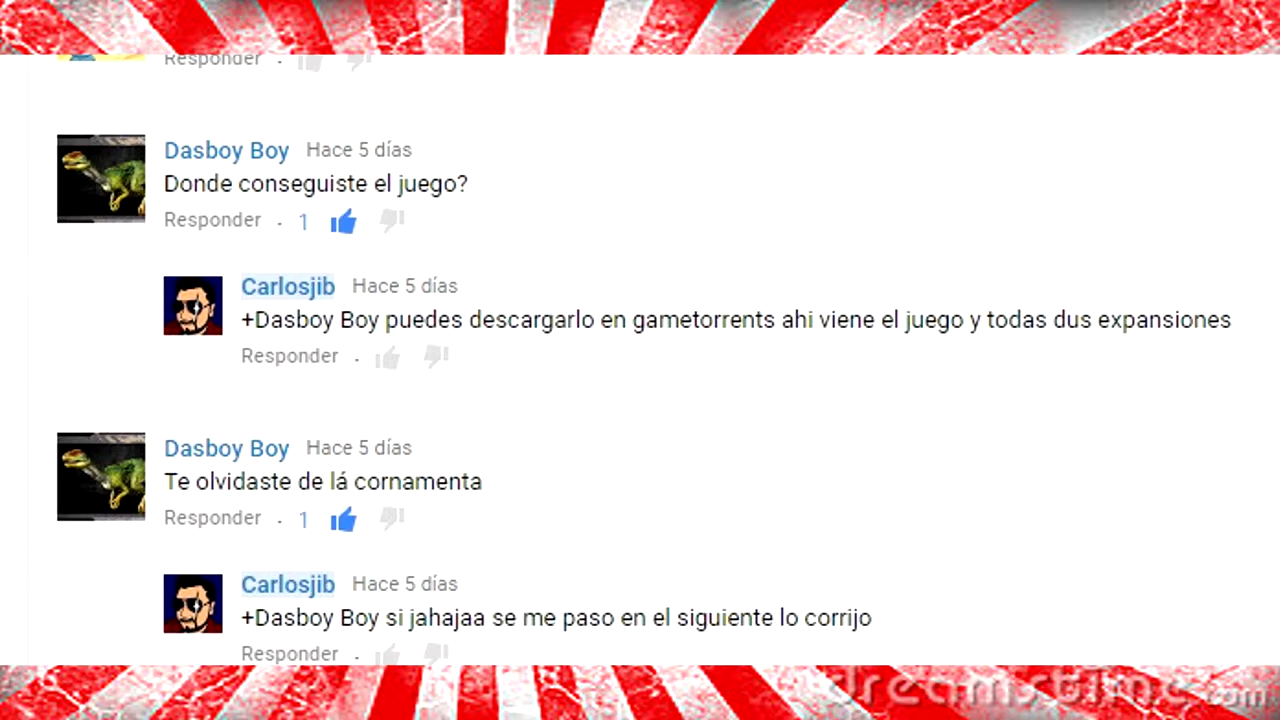 Responder .
Dasboy Boy Hace 5 días
Donde conseguiste el juego?
Responder . 1
Carlosjib Hace 5 días
+Dasboy Boy puedes descargarlo en gametorrents ahi viene el juego y todas dus expansiones
Responder .
Dasboy Boy Hace 5 días
Te olvidaste de lá cornamenta
Responder . 1
Carlosjib Hace 5 días
+Dasboy Boy si jahajaa se me paso en el siguiente lo corrijo
Responder .
dreamstime.com